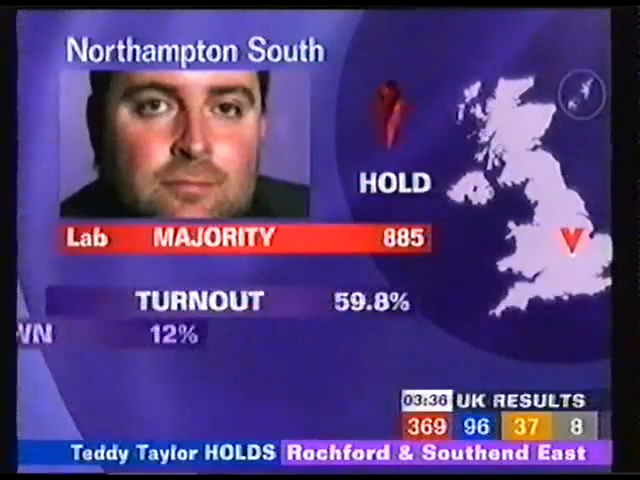 Northampton South
HOLD
Lab MAJORITY 885
TURNOUT 59.8%
WN 12%
03:36 UK RESULTS
369 96 37 8
Teddy Taylor HOLDS Rochford & Southend East